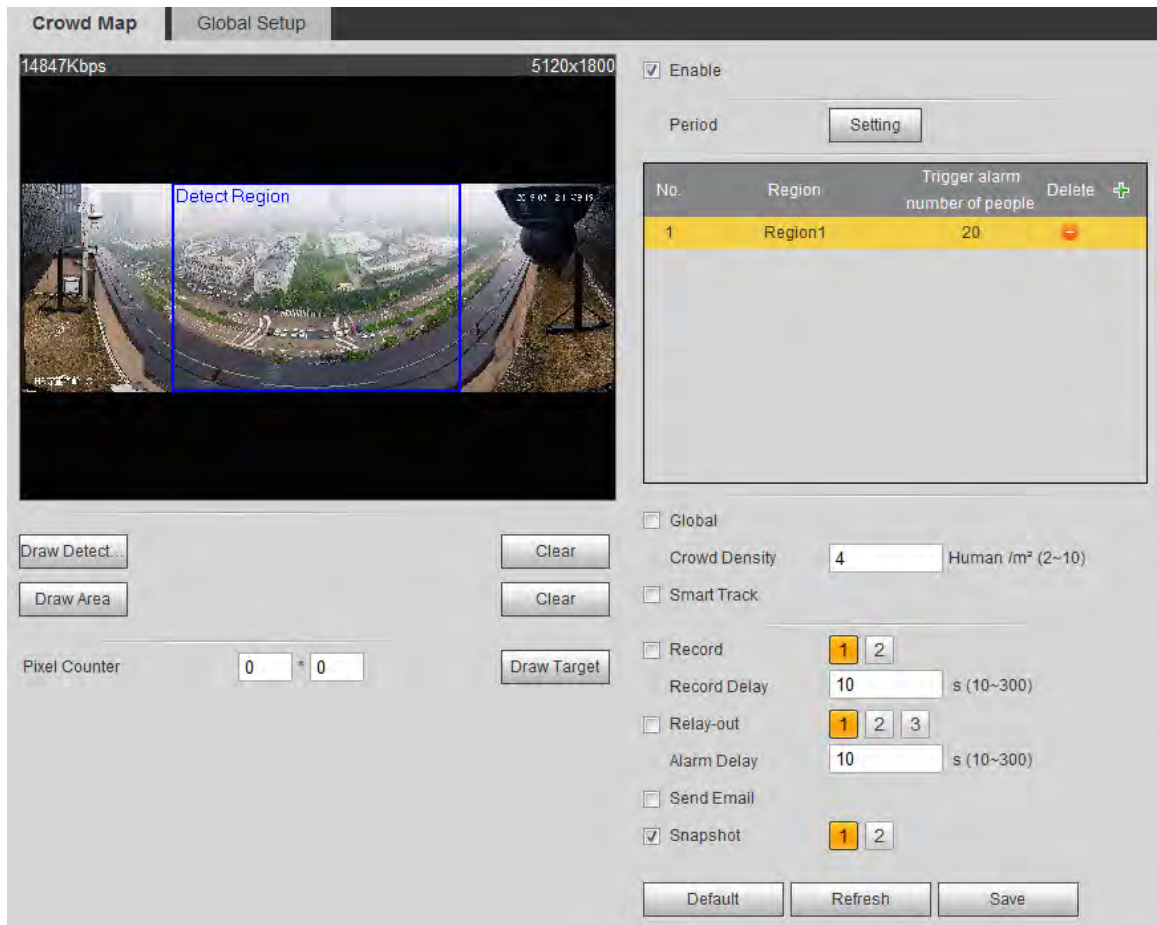 Crowd Map
Global Setup
14847Kbps
5120x1800
Detect Region
Draw Detect...
Clear
Draw Area
Clear
Pixel Counter
0 * 0
Draw Target
Enable
Period
Setting
No. Region Trigger alarm number of people Delete
1 Region1 20
Global
Crowd Density 4 Human /m² (2~10)
Smart Track
Record 1 2
Record Delay 10 s (10~300)
Relay-out 1 2 3
Alarm Delay 10 s (10~300)
Send Email
Snapshot 1 2
Default Refresh Save